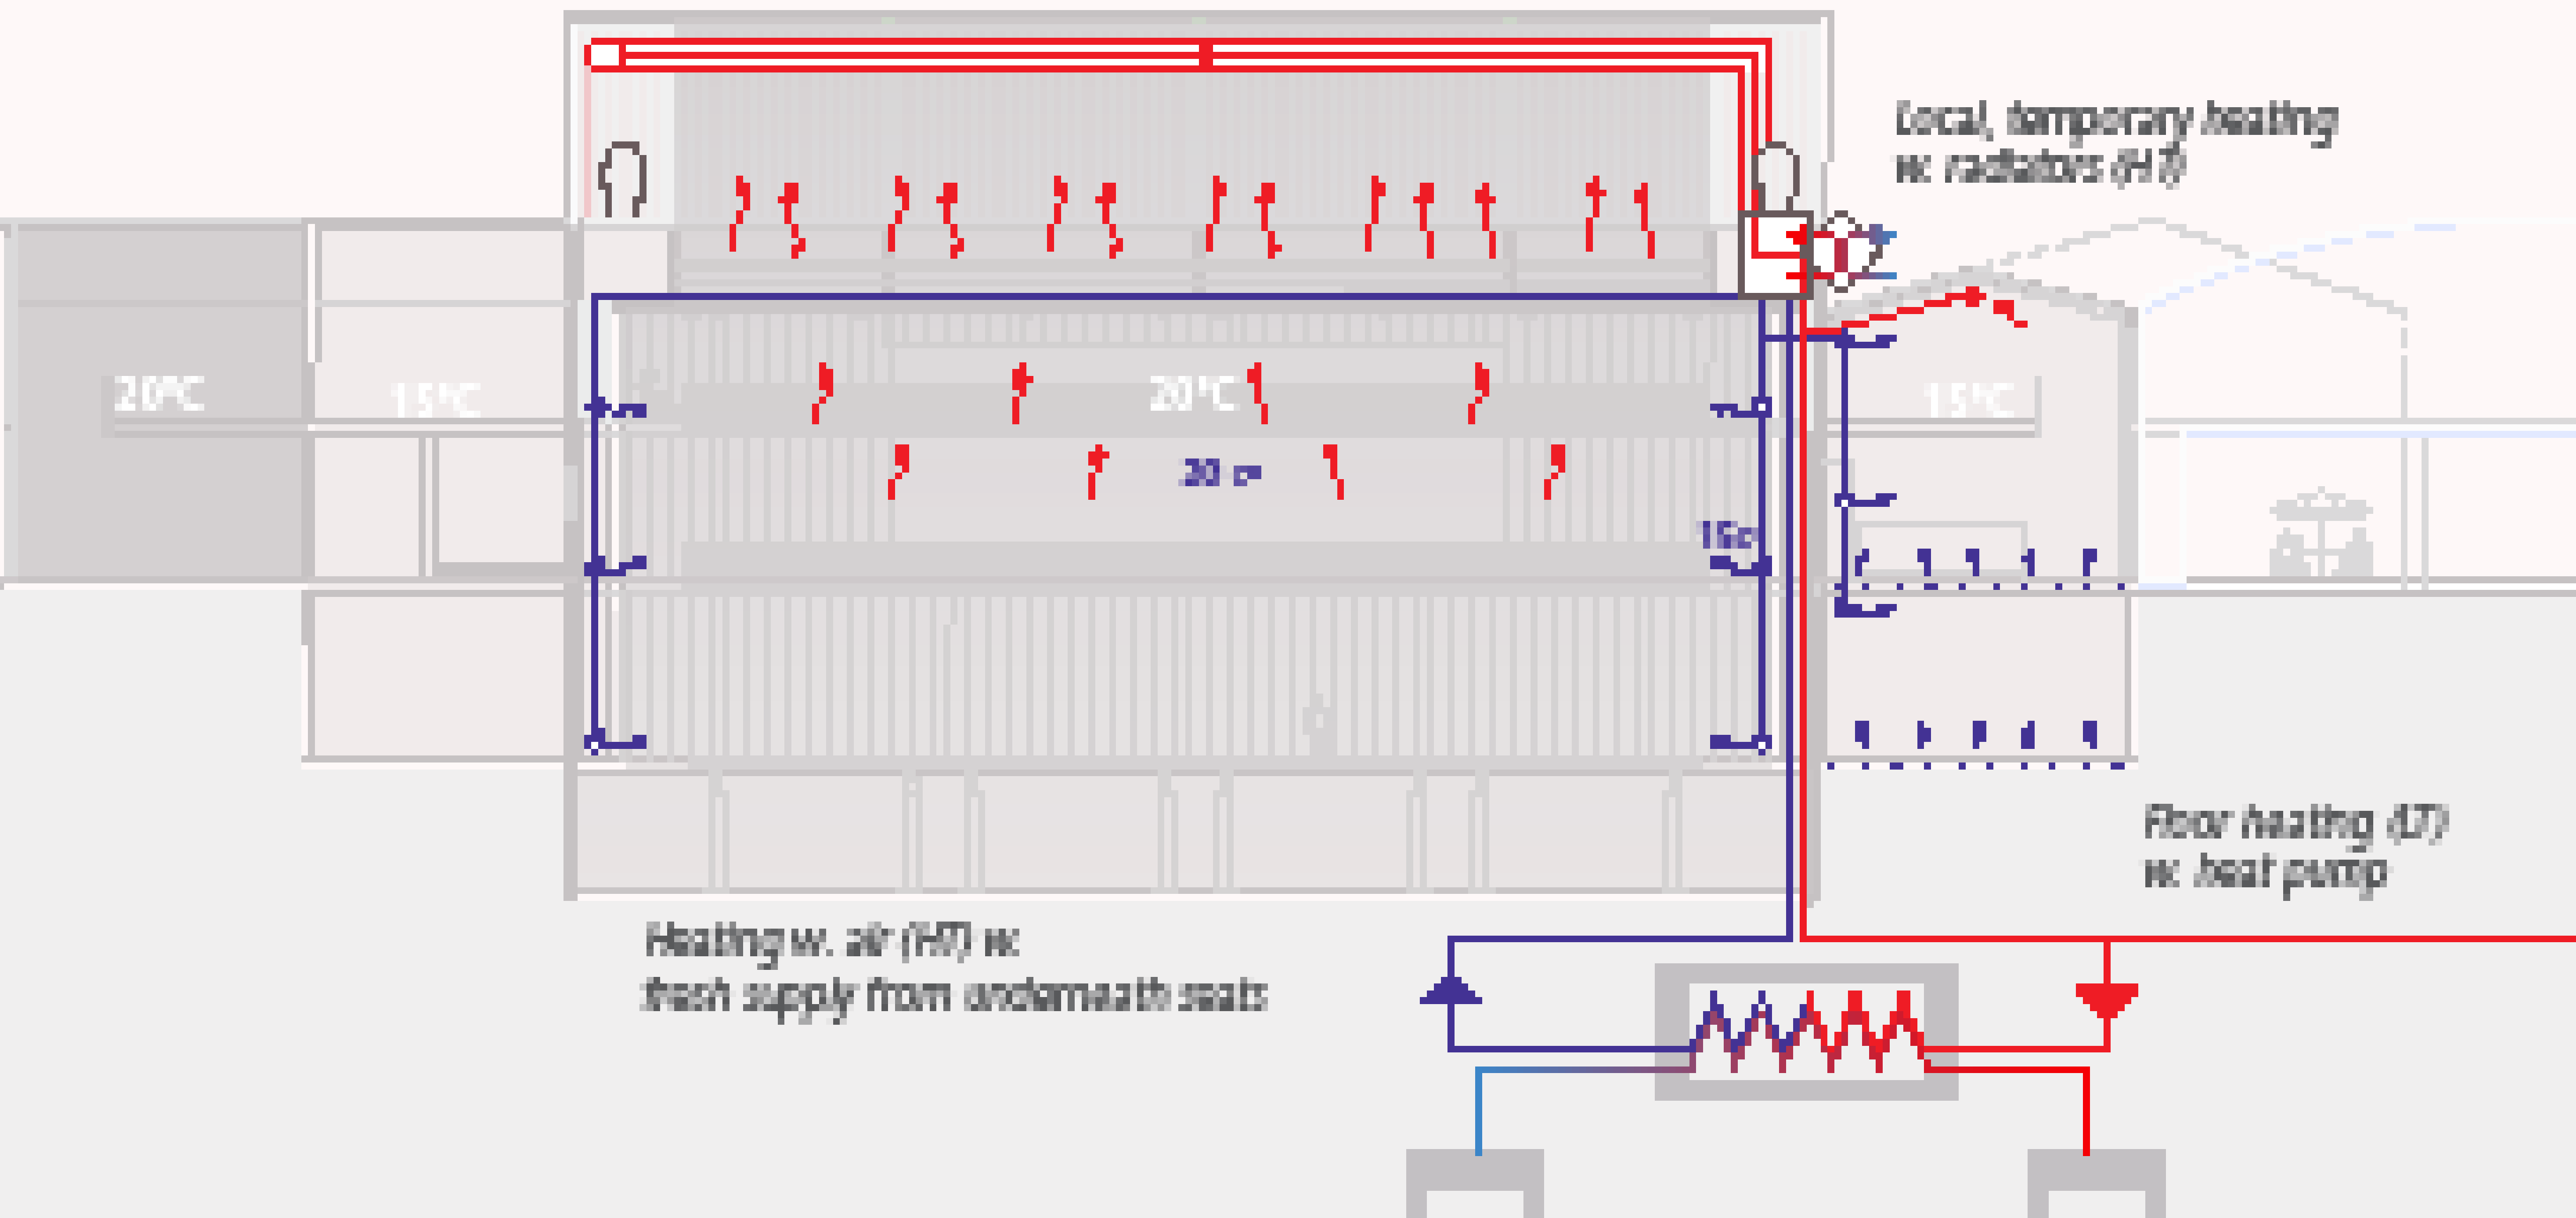 Local, temporary heating
w. radiators (HT)
20°C
15°C
20°C
15°C
Floor heating (LT)
w. heat pump
Heating w. air (HT) w.
fresh supply from underneath seats